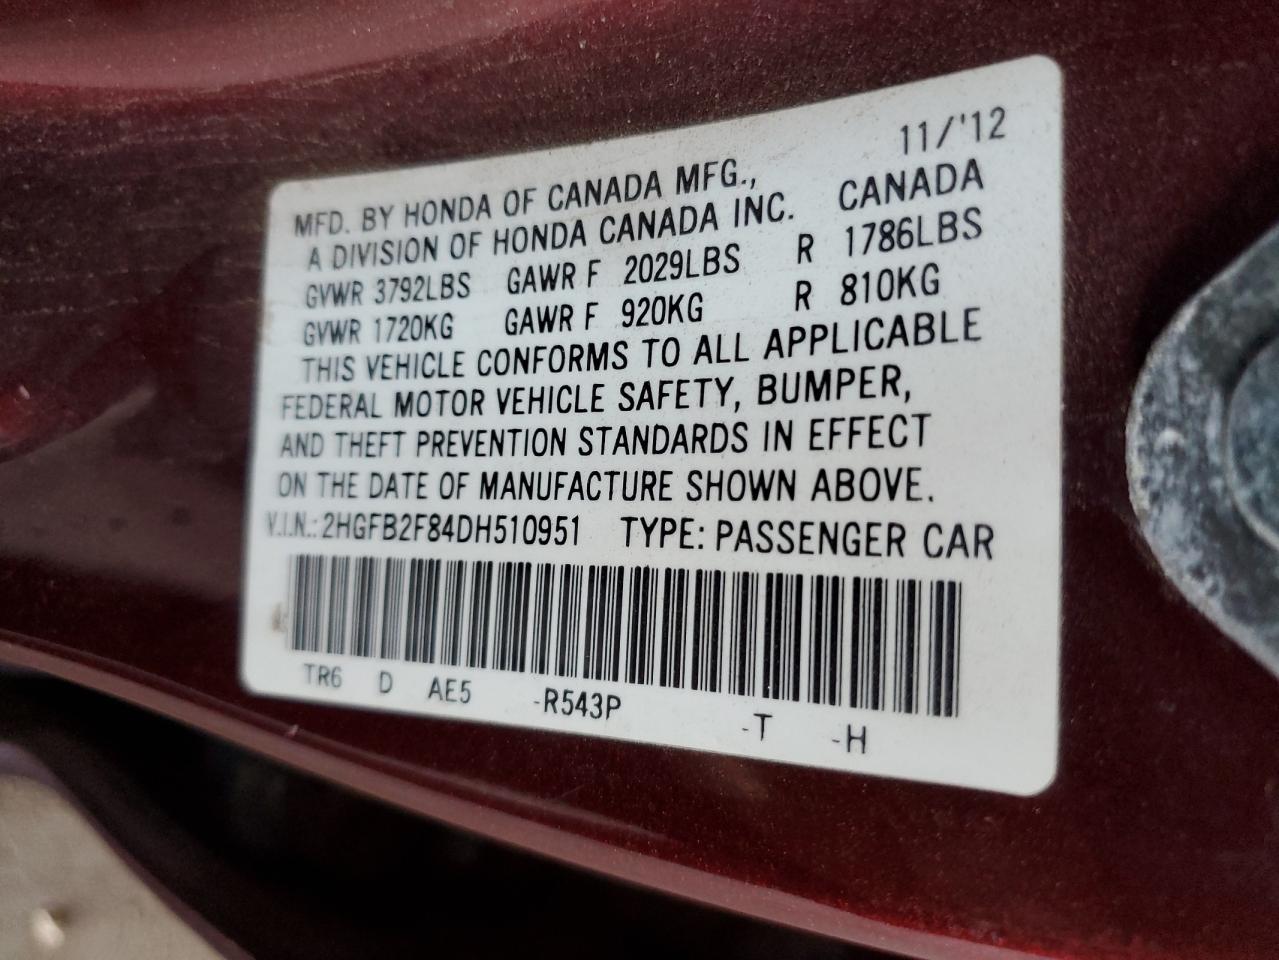 11/'12
MFD. BY HONDA OF CANADA MFG.,
A DIVISION OF HONDA CANADA INC. CANADA
GVWR 3792LBS GAWR F 2029LBS R 1786LBS
GVWR 1720KG GAWR F 920KG R 810KG
THIS VEHICLE CONFORMS TO ALL APPLICABLE
FEDERAL MOTOR VEHICLE SAFETY, BUMPER,
AND THEFT PREVENTION STANDARDS IN EFFECT
ON THE DATE OF MANUFACTURE SHOWN ABOVE.
V.I.N.: 2HGFB2F84DH510951 TYPE: PASSENGER CAR
TR6 D AE5 -R543P -T -H